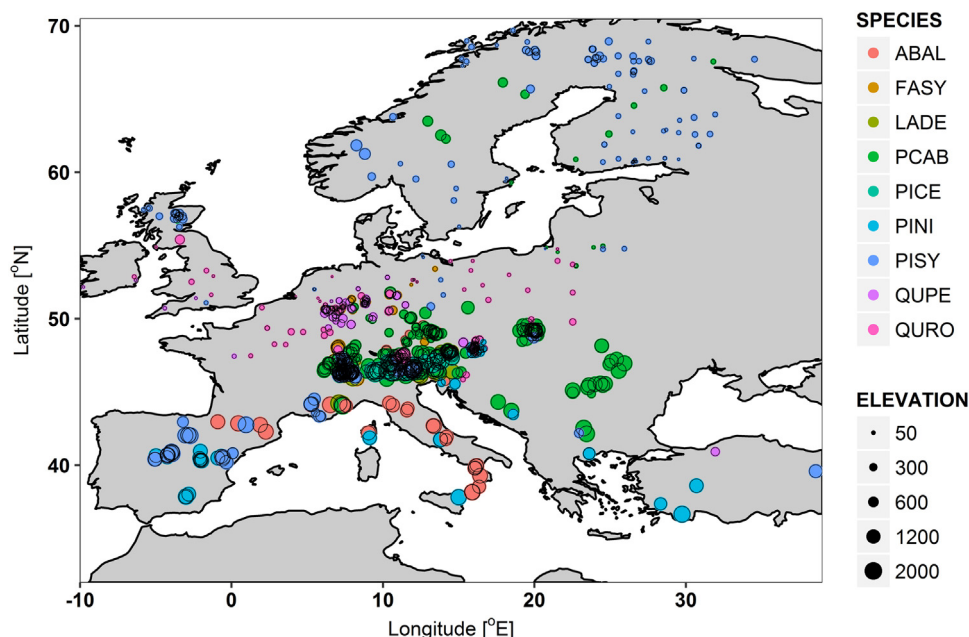 70
60
50
40
Latitude [°N]
-10 0 10 20 30
Longitude [°E]
SPECIES
ABAL
FASY
LADE
PCAB
PICE
PINI
PISY
QUPE
QURO
ELEVATION
50
300
600
1200
2000